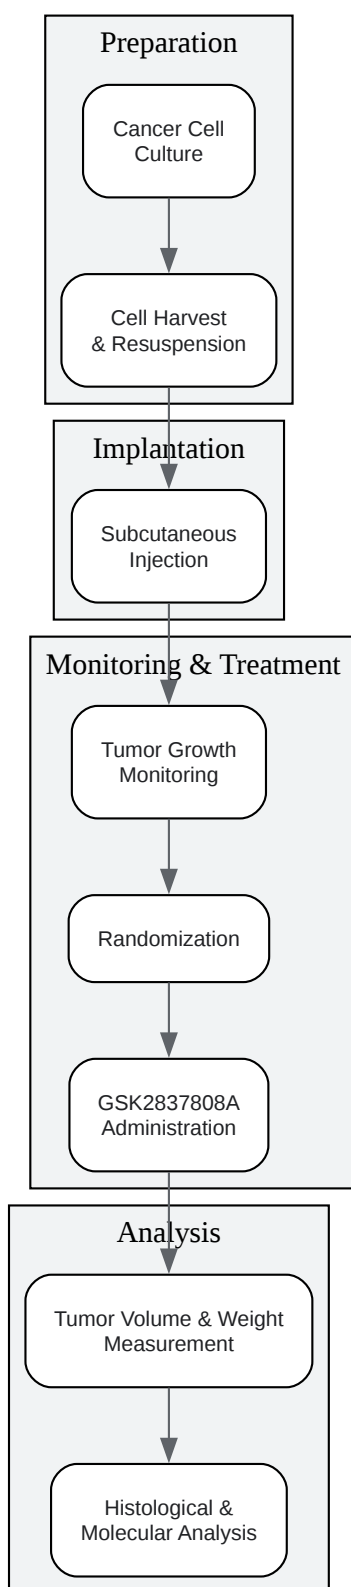 Preparation
Cancer Cell
Culture
Cell Harvest
& Resuspension
Implantation
Subcutaneous
Injection
Monitoring & Treatment
Tumor Growth
Monitoring
Randomization
GSK2837808A
Administration
Analysis
Tumor Volume & Weight
Measurement
Histological &
Molecular Analysis